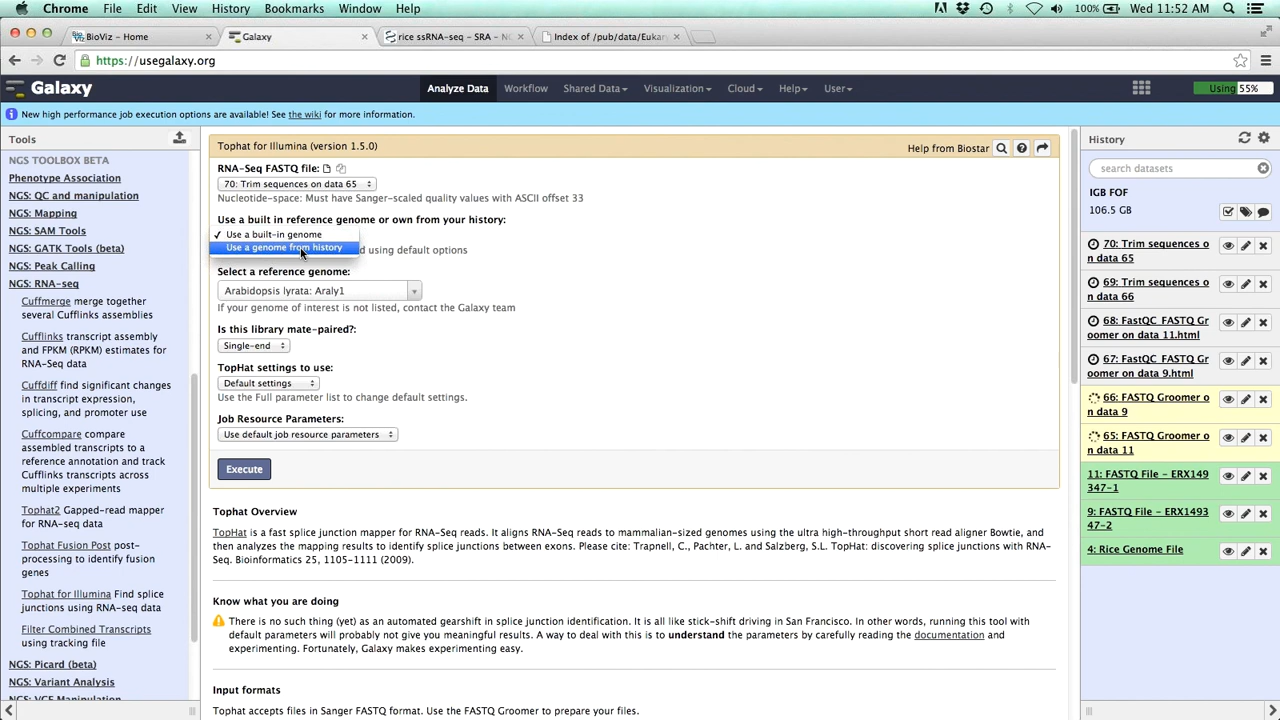 Chrome File Edit View History Bookmarks Window Help 100% Wed 11:52 AM
BioViz - Home Galaxy rice ssRNA-seq - SRA - NC Index of /pub/data/Eukar
https://usegalaxy.org
Galaxy Analyze Data Workflow Shared Data Visualization Cloud Help User Using 55%
New high performance job execution options are available! See the wiki for more information.
Tools
NGS TOOLBOX BETA
Phenotype Association
NGS: QC and manipulation
NGS: Mapping
NGS: SAM Tools
NGS: GATK Tools (beta)
NGS: Peak Calling
NGS: RNA-seq
Cuffmerge merge together
several Cufflinks assemblies
Cufflinks transcript assembly
and FPKM (RPKM) estimates for
RNA-Seq data
Cuffdiff find significant changes
in transcript expression,
splicing, and promoter use
Cuffcompare compare
assembled transcripts to a
reference annotation and track
Cufflinks transcripts across
multiple experiments
Tophat2 Gapped-read mapper
for RNA-seq data
Tophat Fusion Post post-
processing to identify fusion
genes
Tophat for Illumina Find splice
junctions using RNA-seq data
Filter Combined Transcripts
using tracking file
NGS: Picard (beta)
NGS: Variant Analysis
Tophat for Illumina (version 1.5.0)
Help from Biostar
RNA-Seq FASTQ file:
70: Trim sequences on data 65
Nucleotide-space: Must have Sanger-scaled quality values with ASCII offset 33
Use a built in reference genome or own from your history:
✓ Use a built-in genome
Use a genome from history
d using default options
Select a reference genome:
Arabidopsis lyrata: Araly1
If your genome of interest is not listed, contact the Galaxy team
Is this library mate-paired?:
Single-end
TopHat settings to use:
Default settings
Use the Full parameter list to change default settings.
Job Resource Parameters:
Use default job resource parameters
Execute
Tophat Overview
TopHat is a fast splice junction mapper for RNA-Seq reads. It aligns RNA-Seq reads to mammalian-sized genomes using the ultra high-throughput short read aligner Bowtie, and
then analyzes the mapping results to identify splice junctions between exons. Please cite: Trapnell, C., Pachter, L. and Salzberg, S.L. TopHat: discovering splice junctions with RNA-
Seq. Bioinformatics 25, 1105-1111 (2009).
Know what you are doing
There is no such thing (yet) as an automated gearshift in splice junction identification. It is all like stick-shift driving in San Francisco. In other words, running this tool with
default parameters will probably not give you meaningful results. A way to deal with this is to understand the parameters by carefully reading the documentation and
experimenting. Fortunately, Galaxy makes experimenting easy.
Input formats
Tophat accepts files in Sanger FASTQ format. Use the FASTQ Groomer to prepare your files.
History
search datasets
IGB FOF
106.5 GB
70: Trim sequences on
data 65
69: Trim sequences on
data 66
68: FastQC_FASTQ Gr
oomer on data 11.html
67: FastQC_FASTQ Gr
oomer on data 9.html
66: FASTQ Groomer o
n data 9
65: FASTQ Groomer o
n data 11
11: FASTQ File - ERX149
347-1
9: FASTQ File - ERX1493
47-2
4: Rice Genome File